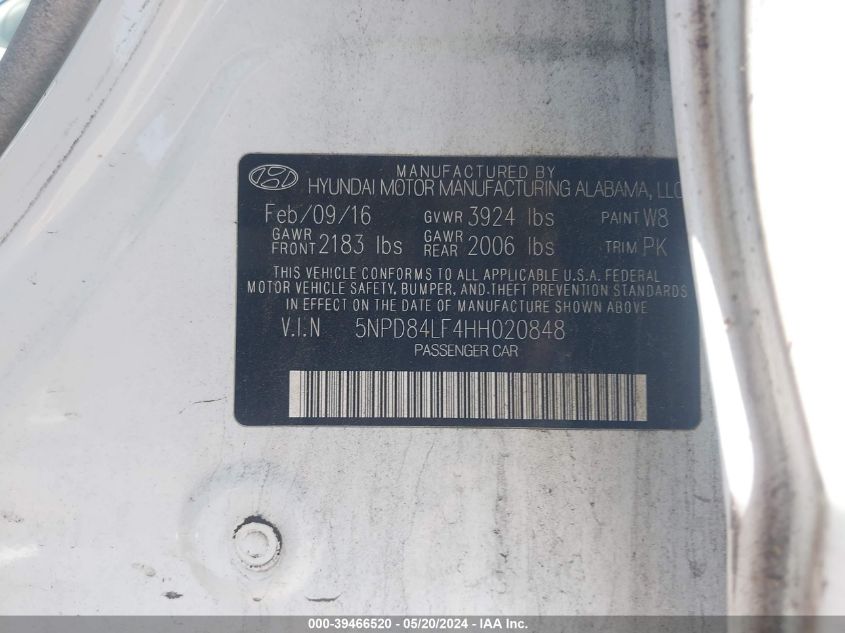 MANUFACTURED BY
HYUNDAI MOTOR MANUFACTURING ALABAMA, LLC
Feb/09/16 GVWR 3924 lbs PAINT W8
GAWR FRONT 2183 lbs GAWR REAR 2006 lbs TRIM PK
THIS VEHICLE CONFORMS TO ALL APPLICABLE U.S.A. FEDERAL
MOTOR VEHICLE SAFETY, BUMPER, AND THEFT PREVENTION STANDARDS
IN EFFECT ON THE DATE OF MANUFACTURE SHOWN ABOVE
V.I.N 5NPD84LF4HH020848
PASSENGER CAR
000-39466520 - 05/20/2024 - IAAI.com